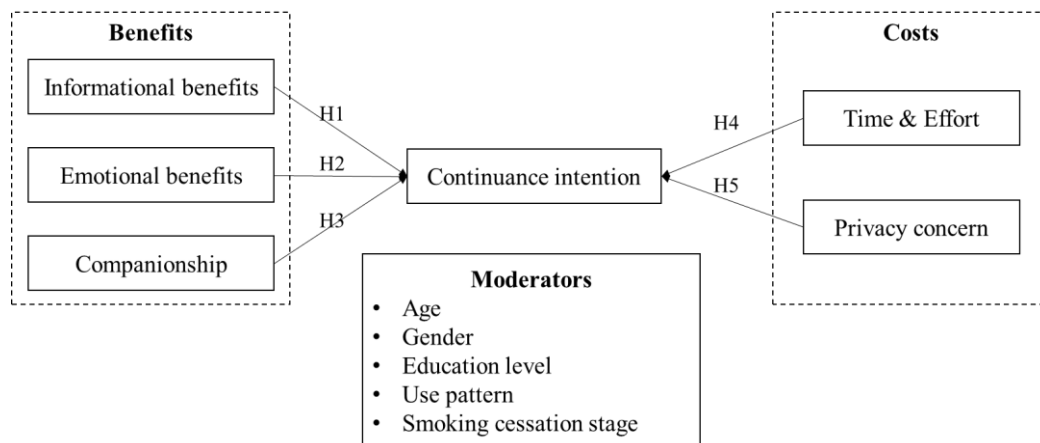 Benefits
Informational benefits
Emotional benefits
Companionship
H1
H2
H3
Continuance intention
H4
H5
Costs
Time & Effort
Privacy concern
Moderators
• Age
• Gender
• Education level
• Use pattern
• Smoking cessation stage